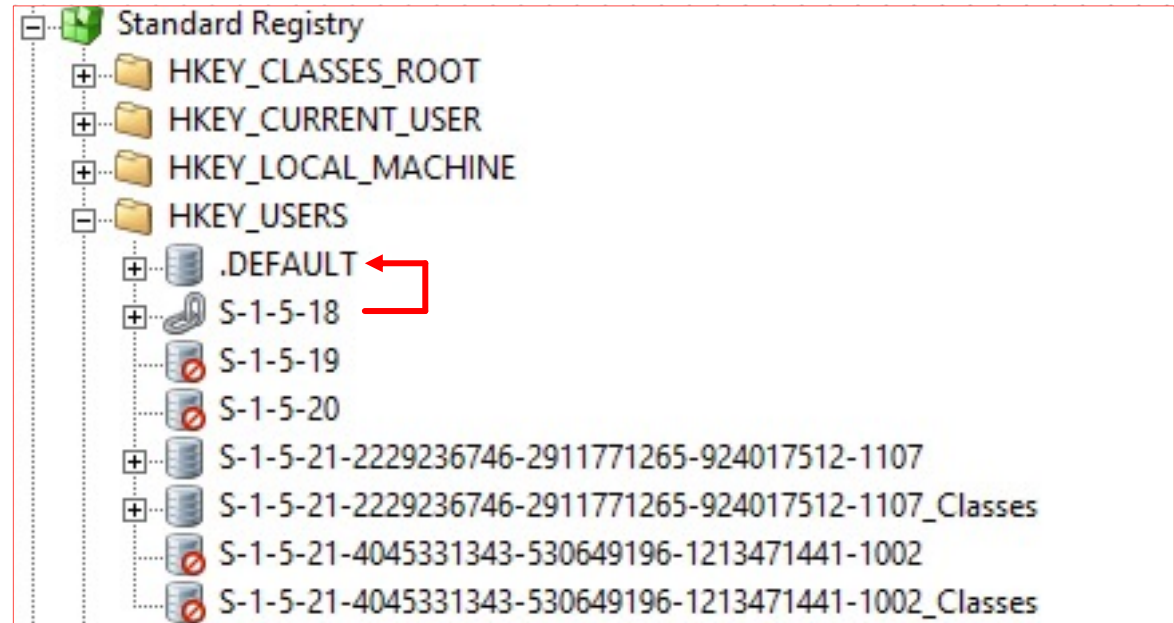 Standard Registry
HKEY_CLASSES_ROOT
HKEY_CURRENT_USER
HKEY_LOCAL_MACHINE
HKEY_USERS
.DEFAULT
S-1-5-18
S-1-5-19
S-1-5-20
S-1-5-21-2229236746-2911771265-924017512-1107
S-1-5-21-2229236746-2911771265-924017512-1107_Classes
S-1-5-21-4045331343-530649196-1213471441-1002
S-1-5-21-4045331343-530649196-1213471441-1002_Classes